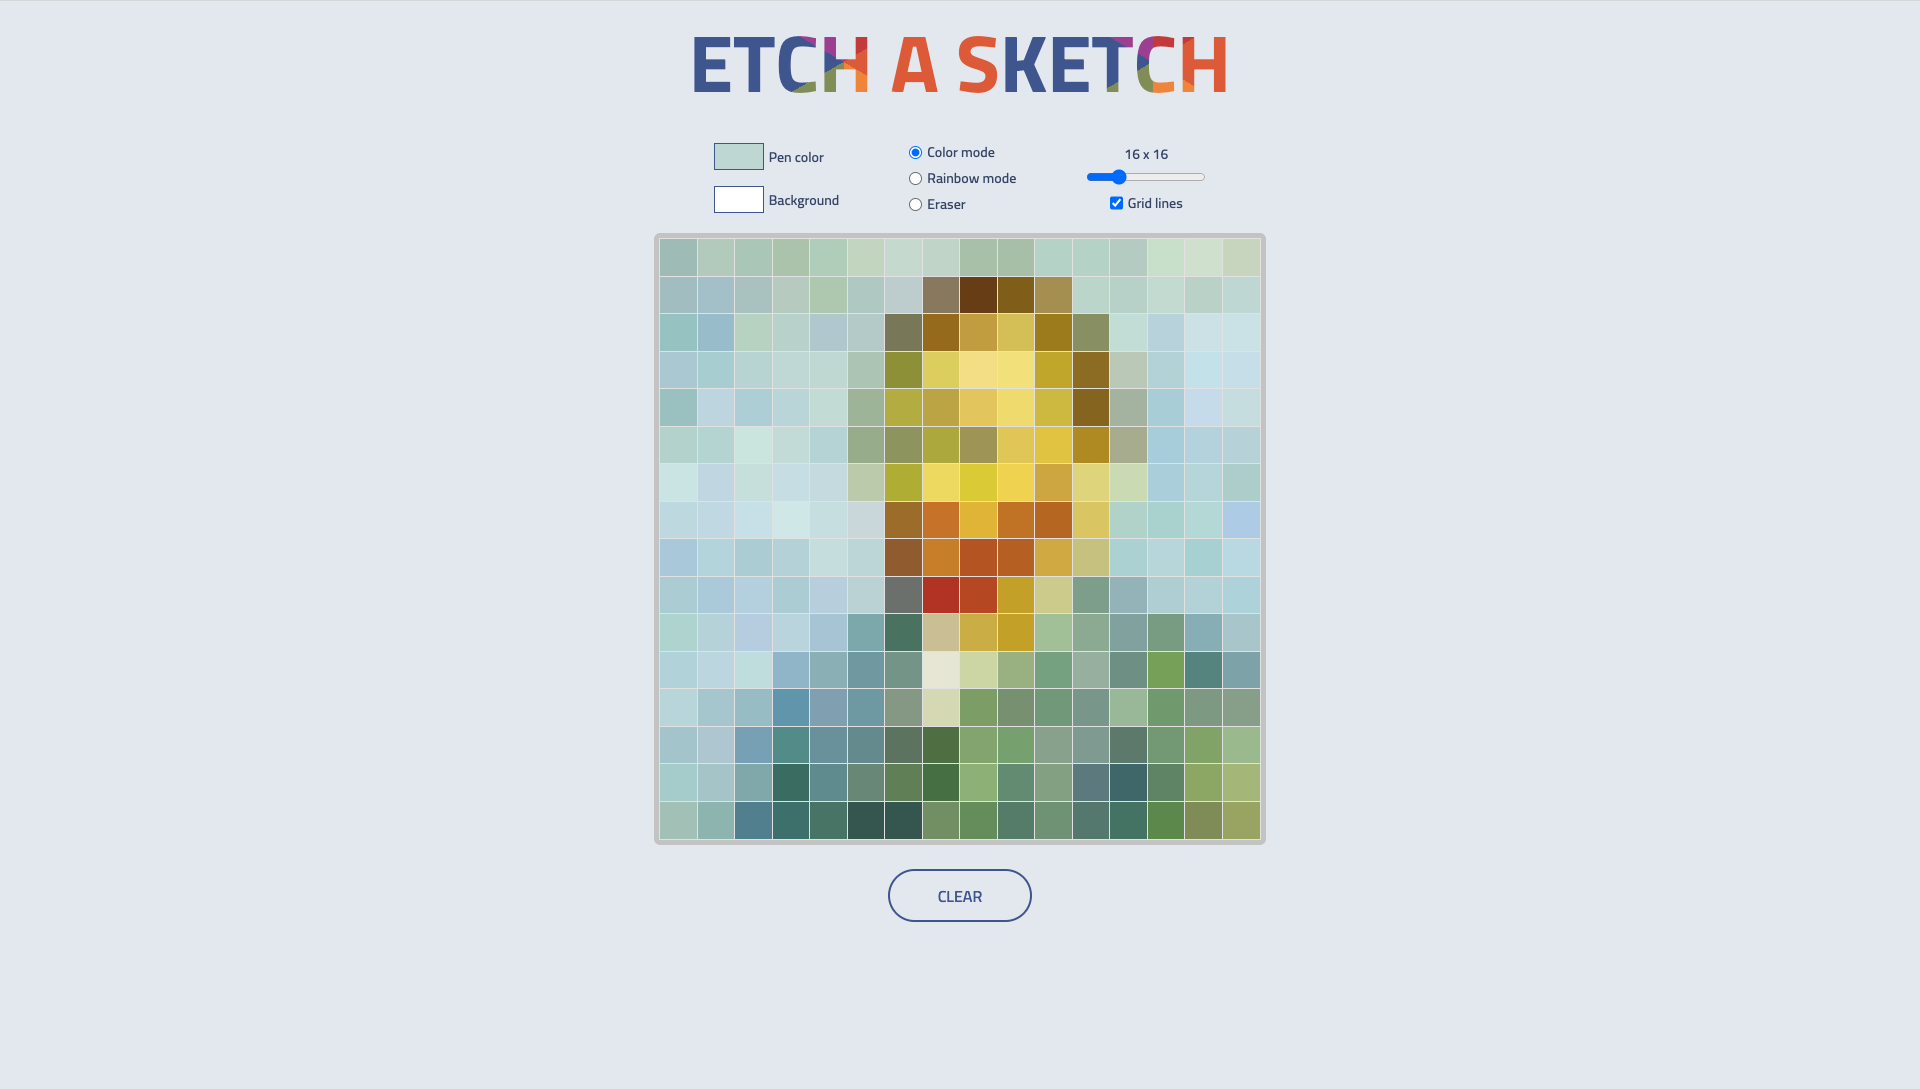 ETCH A SKETCH
Pen color
Background
Color mode
Rainbow mode
Eraser
16 x 16
Grid lines
CLEAR